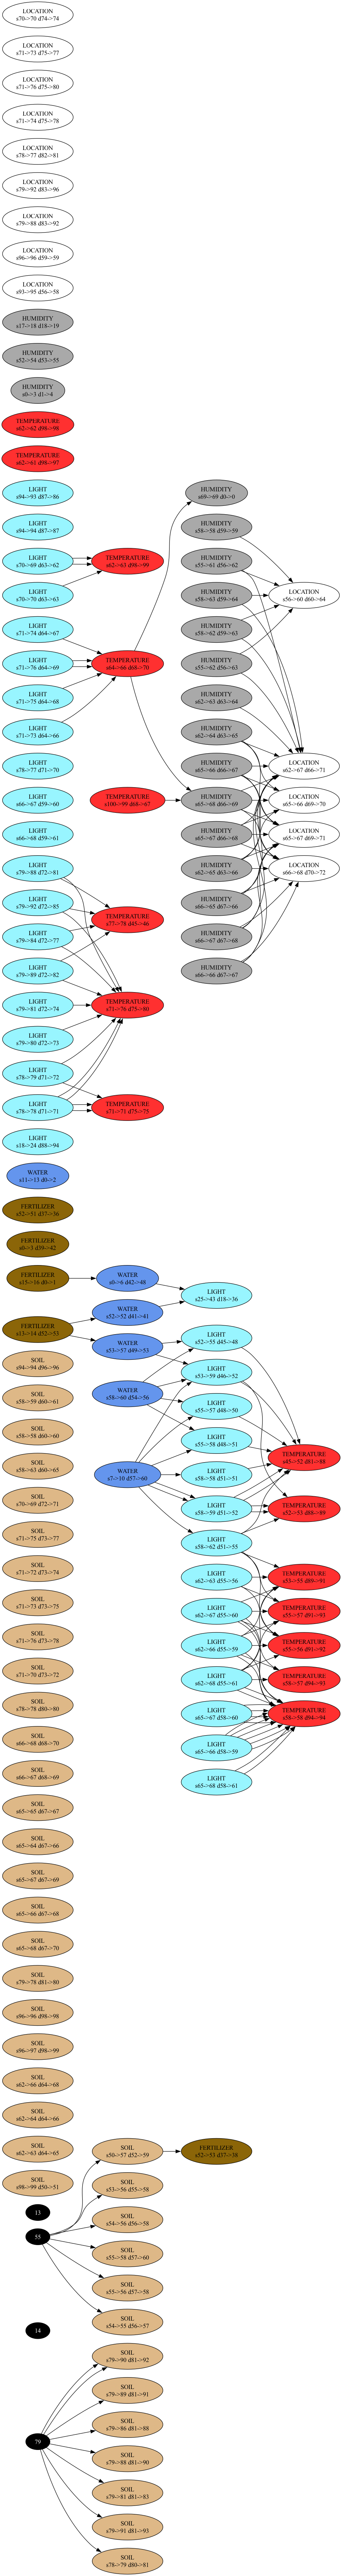 LOCATION
s70->70 d74->74
LOCATION
s71->73 d75->77
LOCATION
s71->76 d75->80
LOCATION
s71->74 d75->78
LOCATION
s78->77 d82->81
LOCATION
s79->92 d83->96
LOCATION
s79->88 d83->92
LOCATION
s96->96 d59->59
LOCATION
s93->95 d56->58
HUMIDITY
s17->18 d18->19
HUMIDITY
s52->54 d53->55
HUMIDITY
s0->3 d1->4
TEMPERATURE
s62->62 d98->98
TEMPERATURE
s62->61 d98->97
LIGHT
s94->93 d87->86
LIGHT
s94->94 d87->87
LIGHT
s70->69 d63->62
LIGHT
s70->70 d63->63
LIGHT
s71->74 d64->67
LIGHT
s71->76 d64->69
LIGHT
s71->75 d64->68
LIGHT
s71->73 d64->66
LIGHT
s78->77 d71->70
LIGHT
s66->67 d59->60
LIGHT
s66->68 d59->61
LIGHT
s79->88 d72->81
LIGHT
s79->92 d72->85
LIGHT
s79->84 d72->77
LIGHT
s79->89 d72->82
LIGHT
s79->81 d72->74
LIGHT
s79->80 d72->73
LIGHT
s78->79 d71->72
LIGHT
s78->78 d71->71
LIGHT
s18->24 d88->94
WATER
s11->13 d0->2
FERTILIZER
s52->51 d37->36
FERTILIZER
s0->3 d39->42
FERTILIZER
s15->16 d0->1
FERTILIZER
s13->14 d52->53
SOIL
s94->94 d96->96
SOIL
s58->59 d60->61
SOIL
s58->58 d60->60
SOIL
s58->63 d60->65
SOIL
s70->69 d72->71
SOIL
s71->75 d73->77
SOIL
s71->72 d73->74
SOIL
s71->73 d73->75
SOIL
s71->76 d73->78
SOIL
s71->70 d73->72
SOIL
s78->78 d80->80
SOIL
s66->68 d68->70
SOIL
s66->67 d68->69
SOIL
s65->65 d67->67
SOIL
s65->64 d67->66
SOIL
s65->67 d67->69
SOIL
s65->66 d67->68
SOIL
s65->68 d67->70
SOIL
s79->78 d81->80
SOIL
s96->96 d98->98
SOIL
s96->97 d98->99
SOIL
s62->66 d64->68
SOIL
s62->64 d64->66
SOIL
s62->63 d64->65
SOIL
s98->99 d50->51
13
55
14
79
TEMPERATURE
s62->63 d98->99
TEMPERATURE
s64->66 d68->70
TEMPERATURE
s100->99 d68->67
TEMPERATURE
s77->78 d45->46
TEMPERATURE
s71->76 d75->80
TEMPERATURE
s71->71 d75->75
WATER
s0->6 d42->48
WATER
s52->52 d41->41
WATER
s53->57 d49->53
WATER
s58->60 d54->56
WATER
s7->10 d57->60
SOIL
s50->57 d52->59
SOIL
s53->56 d55->58
SOIL
s54->56 d56->58
SOIL
s55->58 d57->60
SOIL
s55->56 d57->58
SOIL
s54->55 d56->57
SOIL
s79->90 d81->92
SOIL
s79->89 d81->91
SOIL
s79->86 d81->88
SOIL
s79->88 d81->90
SOIL
s79->81 d81->83
SOIL
s79->91 d81->93
SOIL
s78->79 d80->81
HUMIDITY
s69->69 d0->0
HUMIDITY
s58->58 d59->59
HUMIDITY
s55->61 d56->62
HUMIDITY
s58->63 d59->64
HUMIDITY
s58->62 d59->63
HUMIDITY
s55->62 d56->63
HUMIDITY
s62->63 d63->64
HUMIDITY
s62->64 d63->65
HUMIDITY
s65->66 d66->67
HUMIDITY
s65->68 d66->69
HUMIDITY
s65->67 d66->68
HUMIDITY
s62->65 d63->66
HUMIDITY
s66->65 d67->66
HUMIDITY
s66->67 d67->68
HUMIDITY
s66->66 d67->67
LIGHT
s25->43 d18->36
LIGHT
s52->55 d45->48
LIGHT
s53->59 d46->52
LIGHT
s55->57 d48->50
LIGHT
s55->58 d48->51
LIGHT
s58->58 d51->51
LIGHT
s58->59 d51->52
LIGHT
s58->62 d51->55
LIGHT
s62->63 d55->56
LIGHT
s62->67 d55->60
LIGHT
s62->66 d55->59
LIGHT
s62->68 d55->61
LIGHT
s65->67 d58->60
LIGHT
s65->66 d58->59
LIGHT
s65->68 d58->61
FERTILIZER
s52->53 d37->38
LOCATION
s56->60 d60->64
LOCATION
s62->67 d66->71
LOCATION
s65->66 d69->70
LOCATION
s65->67 d69->71
LOCATION
s66->68 d70->72
TEMPERATURE
s45->52 d81->88
TEMPERATURE
s52->53 d88->89
TEMPERATURE
s53->55 d89->91
TEMPERATURE
s55->57 d91->93
TEMPERATURE
s55->56 d91->92
TEMPERATURE
s58->57 d94->93
TEMPERATURE
s58->58 d94->94